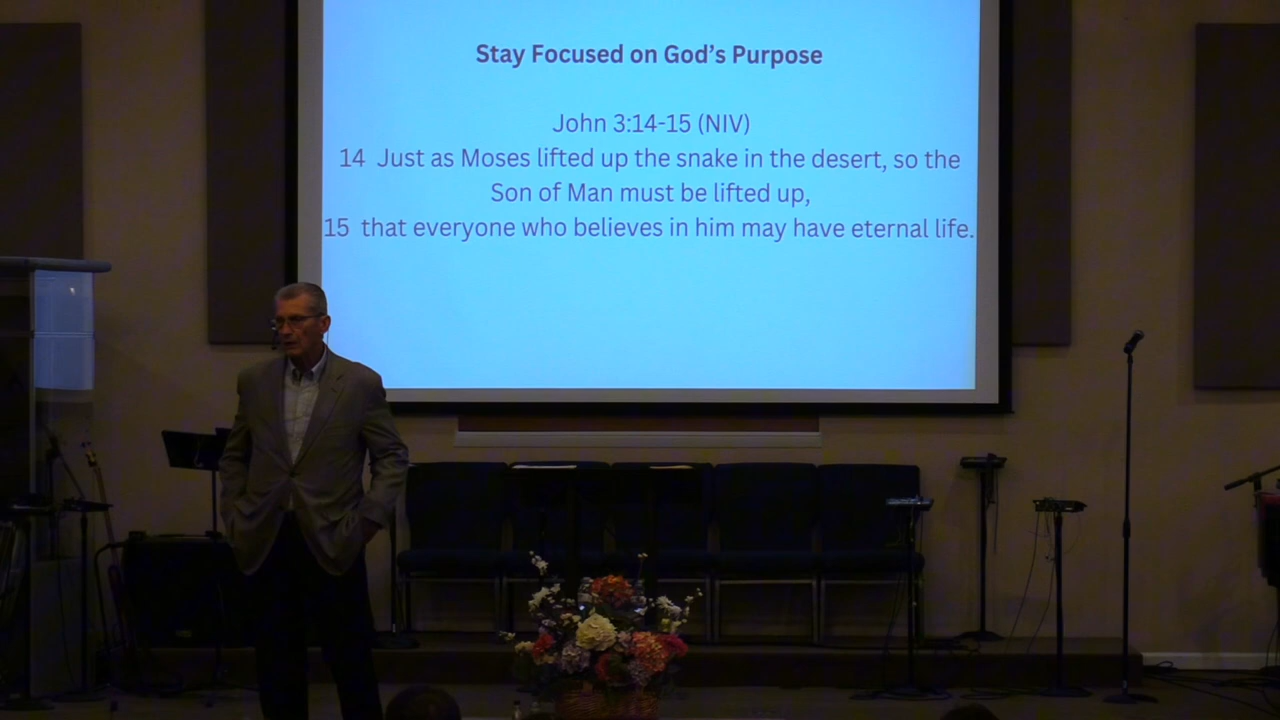 Stay Focused on God's Purpose
John 3:14-15 (NIV)
14 Just as Moses lifted up the snake in the desert, so the
Son of Man must be lifted up,
15 that everyone who believes in him may have eternal life.